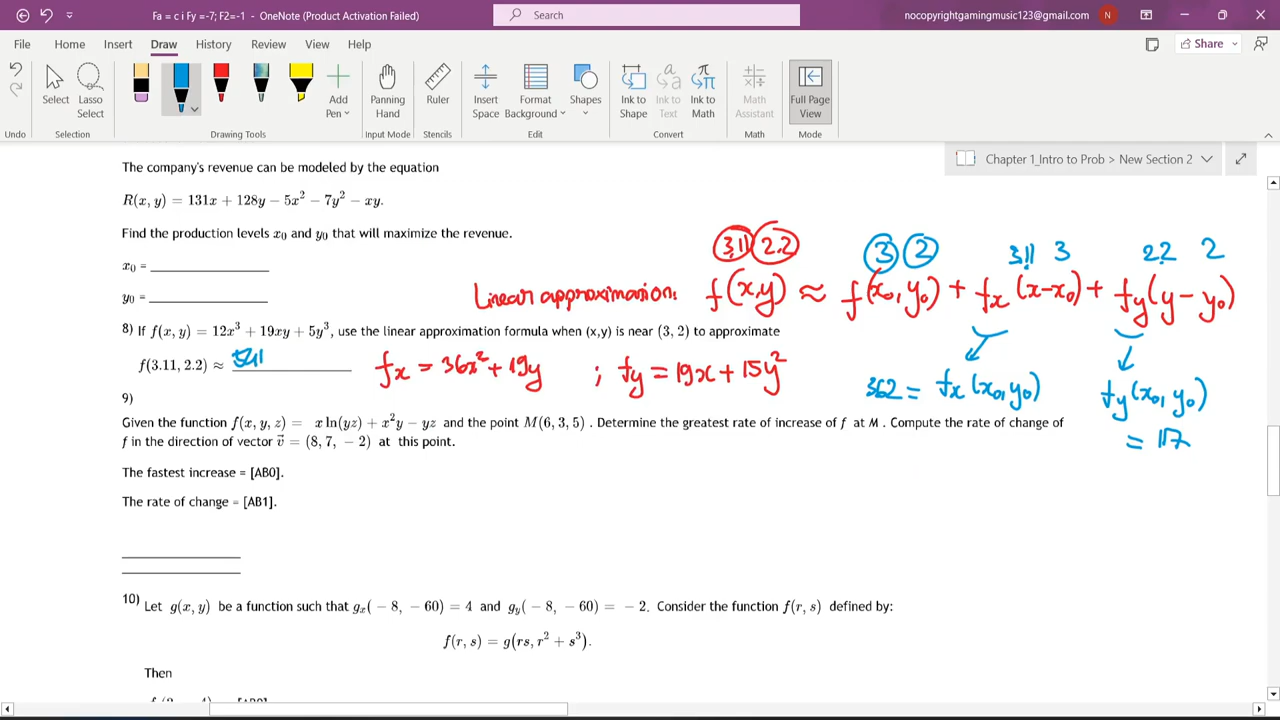 Fa = c i Fy =-7; F2=-1 - OneNote (Product Activation Failed)
Search
nocopyrightgamingmusic123@gmail.com
N
File Home Insert Draw History Review View Help
Share
Undo
Select
Lasso Select
Add Pen
Panning Hand
Ruler
Insert Space
Format Background
Shapes
Ink to Shape
Ink to Text
Ink to Math
Math Assistant
Full Page View
Undo Selection Drawing Tools Input Mode Stencils Edit Convert Math Mode
Chapter 1_Intro to Prob > New Section 2
The company's revenue can be modeled by the equation
R(x, y) = 131x + 128y − 5x² − 7y² − xy.
Find the production levels x₀ and y₀ that will maximize the revenue.
x₀ =
y₀ =
3.11 2.2 3 2 3.11 3 2.2 2
Linear approximation: f(x,y) ≈ f(x₀, y₀) + fx (x-x₀) + fy (y - y₀)
8) If f(x, y) = 12x³ + 19xy + 5y³, use the linear approximation formula when (x,y) is near (3, 2) to approximate
f(3.11, 2.2) ≈ 541
fx = 36x² + 19y ; fy = 19x + 15y²
362 = fx (x₀, y₀)
fy (x₀, y₀)
= 117
9)
Given the function f(x, y, z) = x ln(yz) + x²y − yz and the point M(6, 3, 5) . Determine the greatest rate of increase of f at M . Compute the rate of change of
f in the direction of vector v⃗ = (8, 7, − 2) at this point.
The fastest increase = [AB0].
The rate of change = [AB1].
10) Let g(x, y) be a function such that gₓ( − 8, − 60) = 4 and g_y( − 8, − 60) = − 2. Consider the function f(r, s) defined by:
f(r, s) = g(rs, r² + s³).
Then